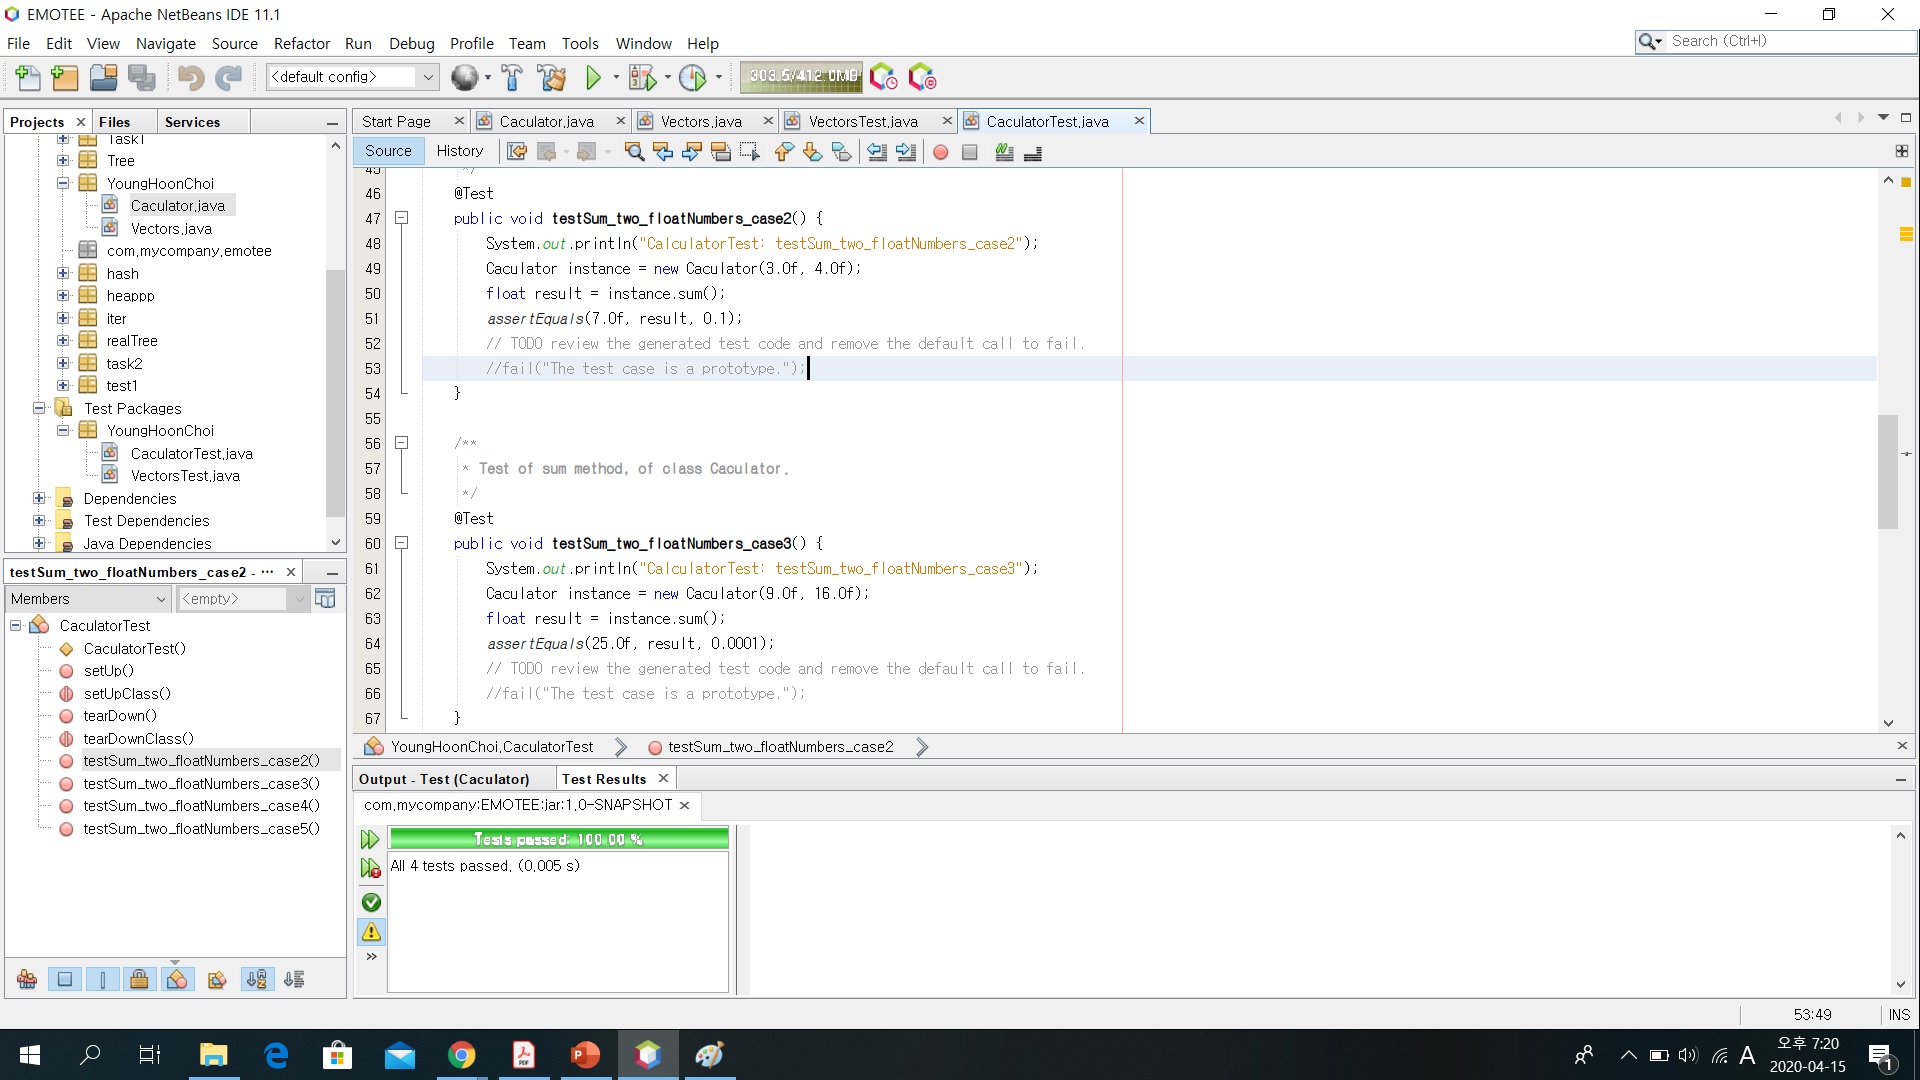 EMOTEE - Apache NetBeans IDE 11.1
File Edit View Navigate Source Refactor Run Debug Profile Team Tools Window Help
Search (Ctrl+I)
<default config>
303.5/412.0MB
Projects Files Services
Start Page Caculator.java Vectors.java VectorsTest.java CaculatorTest.java
Source History
Task1
Tree
YoungHoonChoi
Caculator.java
Vectors.java
com.mycompany.emotee
hash
heappp
iter
realTree
task2
test1
Test Packages
YoungHoonChoi
CaculatorTest.java
VectorsTest.java
Dependencies
Test Dependencies
Java Dependencies
45 */
46 @Test
47 public void testSum_two_floatNumbers_case2() {
48 System.out.println("CalculatorTest: testSum_two_floatNumbers_case2");
49 Caculator instance = new Caculator(3.0f, 4.0f);
50 float result = instance.sum();
51 assertEquals(7.0f, result, 0.1);
52 // TODO review the generated test code and remove the default call to fail.
53 //fail("The test case is a prototype.");
54 }
55
56 /**
57 * Test of sum method, of class Caculator.
58 */
59 @Test
60 public void testSum_two_floatNumbers_case3() {
61 System.out.println("CalculatorTest: testSum_two_floatNumbers_case3");
62 Caculator instance = new Caculator(9.0f, 16.0f);
63 float result = instance.sum();
64 assertEquals(25.0f, result, 0.0001);
65 // TODO review the generated test code and remove the default call to fail.
66 //fail("The test case is a prototype.");
67 }
YoungHoonChoi.CaculatorTest testSum_two_floatNumbers_case2
testSum_two_floatNumbers_case2 - ...
Members <empty>
CaculatorTest
CaculatorTest()
setUp()
setUpClass()
tearDown()
tearDownClass()
testSum_two_floatNumbers_case2()
testSum_two_floatNumbers_case3()
testSum_two_floatNumbers_case4()
testSum_two_floatNumbers_case5()
Output - Test (Caculator) Test Results
com.mycompany:EMOTEE:jar:1.0-SNAPSHOT
Tests passed: 100.00 %
All 4 tests passed. (0.005 s)
53:49 INS
A
오후 7:20
2020-04-15
1